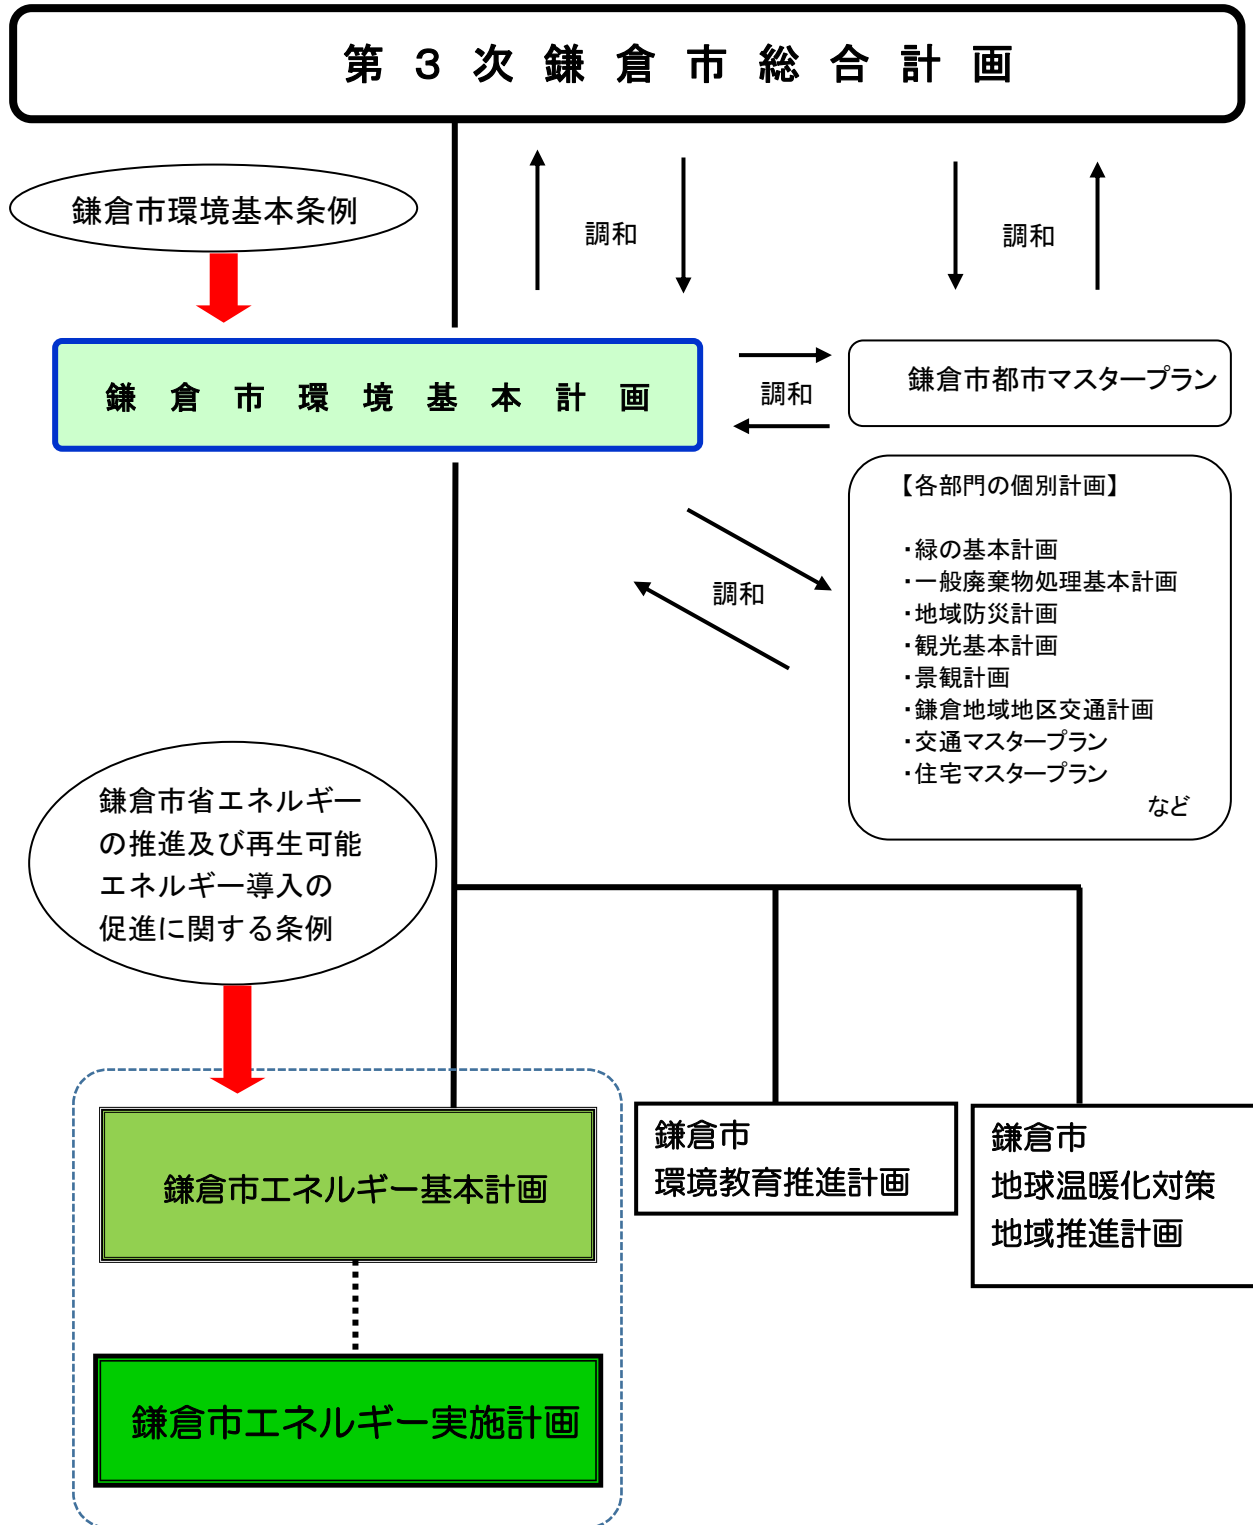 第３次鎌倉市総合計画
鎌倉市環境基本条例
調和
調和
鎌倉市環境基本計画
調和
鎌倉市都市マスタープラン
【各部門の個別計画】
・緑の基本計画
・一般廃棄物処理基本計画
・地域防災計画
・観光基本計画
・景観計画
・鎌倉地域地区交通計画
・交通マスタープラン
・住宅マスタープラン
など
調和
鎌倉市省エネルギー
の推進及び再生可能
エネルギー導入の
促進に関する条例
鎌倉市エネルギー基本計画
鎌倉市
環境教育推進計画
鎌倉市
地球温暖化対策
地域推進計画
鎌倉市エネルギー実施計画